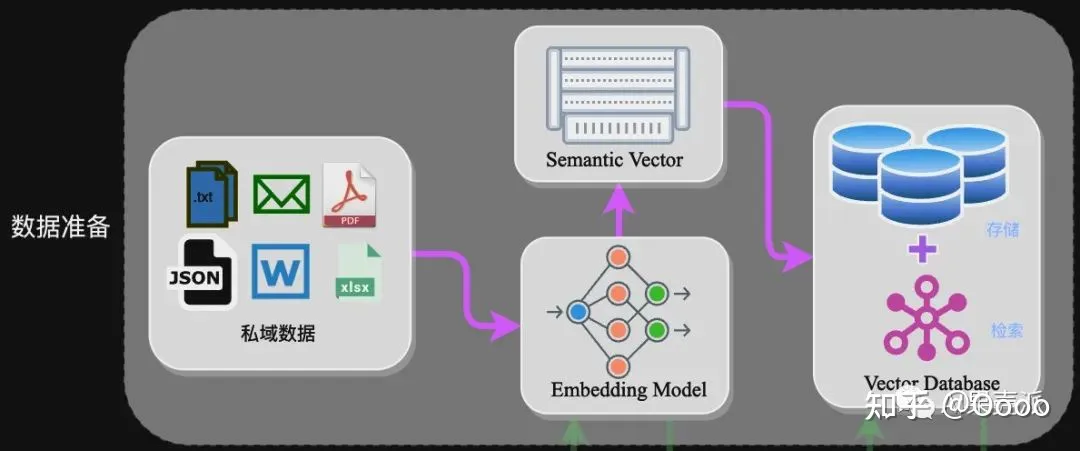 数据准备
.txt
PDF
JSON
W
xlsx
私域数据
Semantic Vector
Embedding Model
存储
检索
Vector Database
知乎 @Oooo